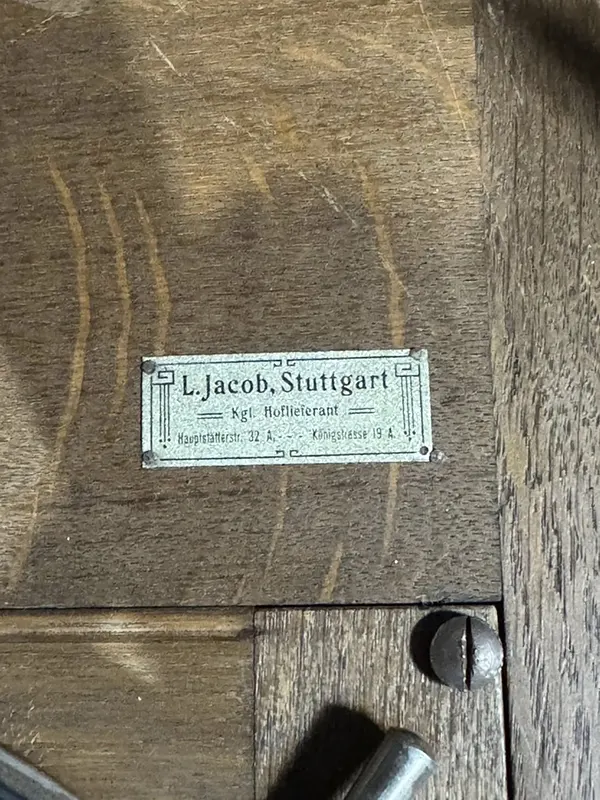 L. Jacob, Stuttgart
Kgl. Hoflieferant
Hauptstätterstr. 32 A. - - - Königstrasse 19 A.